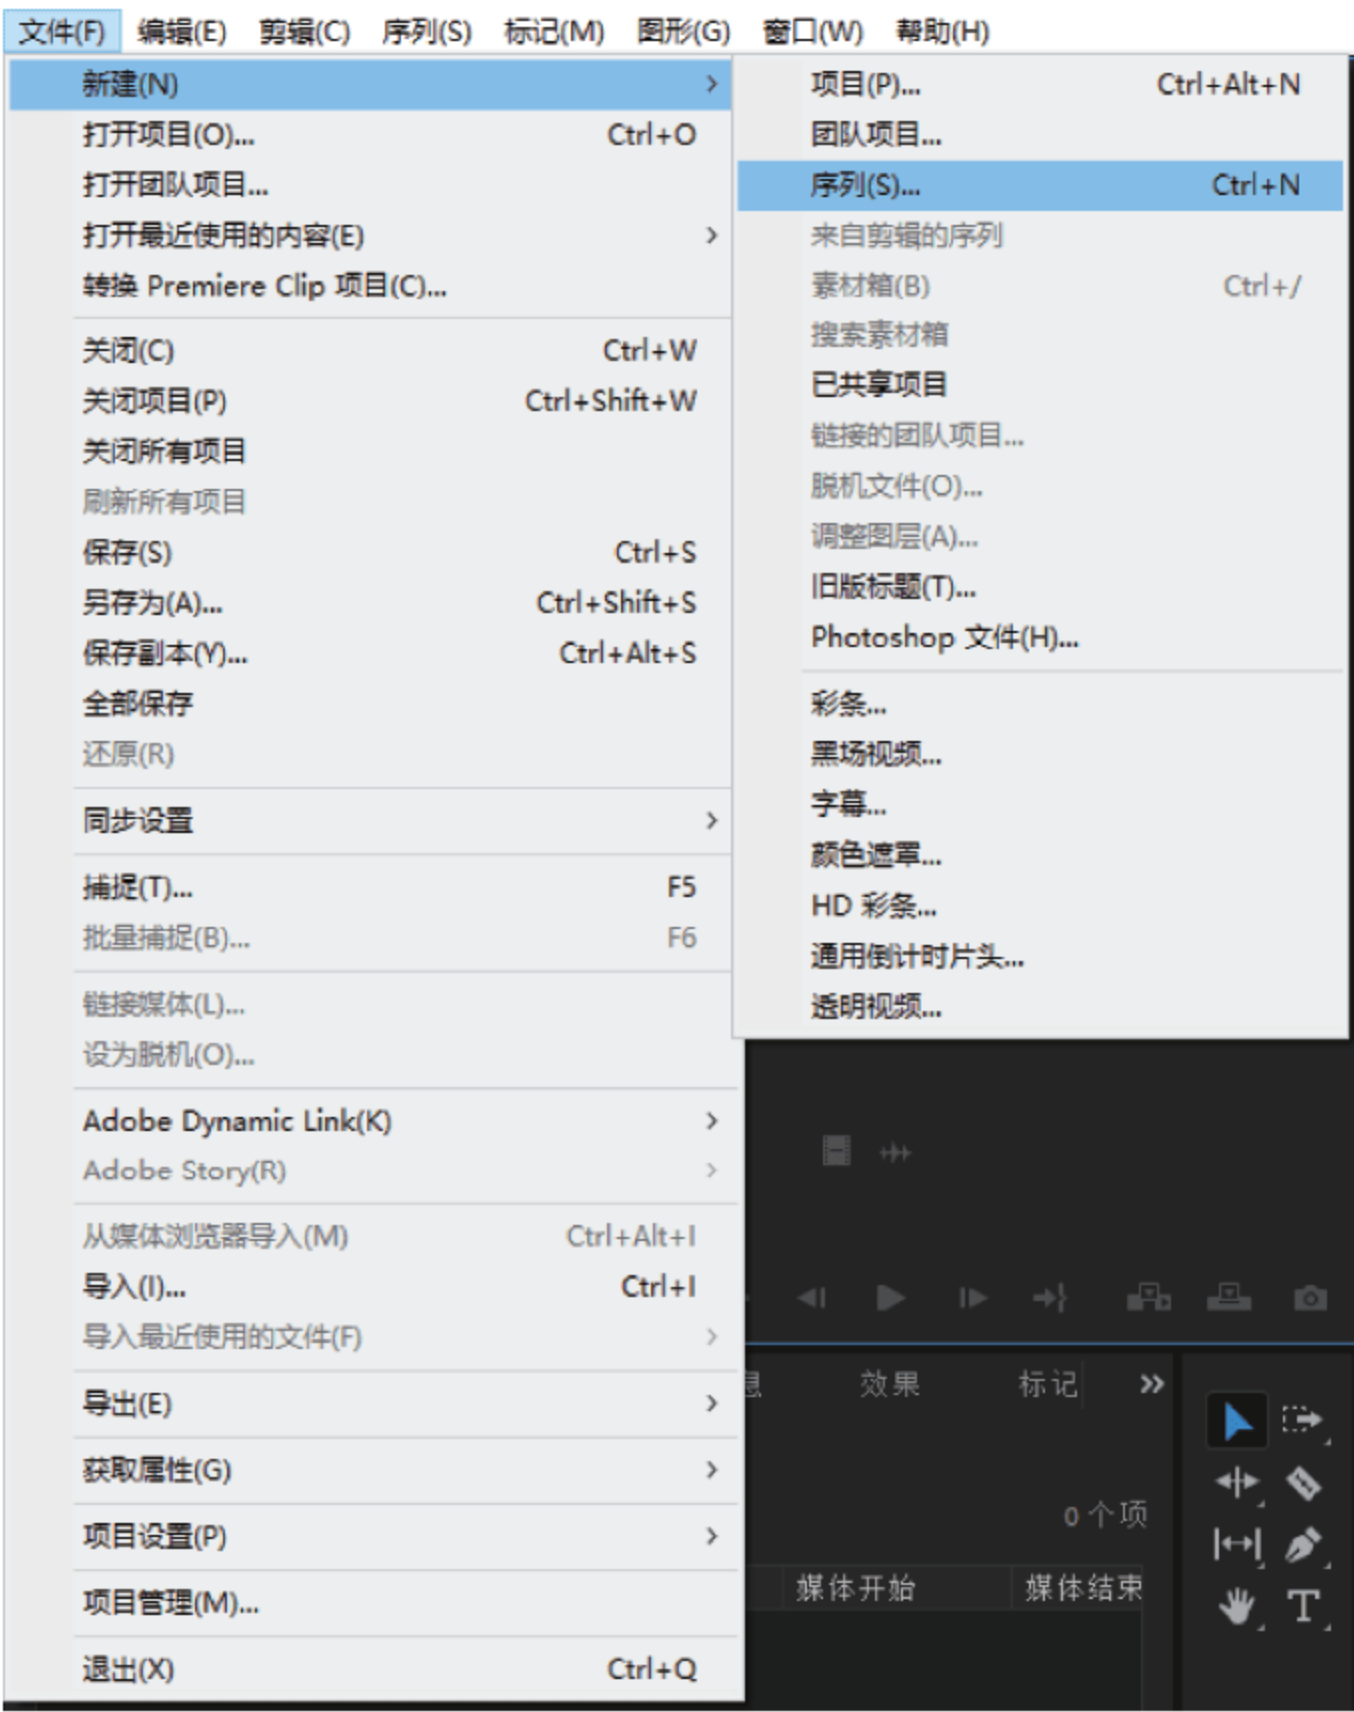 文件(F) 编辑(E) 剪辑(C) 序列(S) 标记(M) 图形(G) 窗口(W) 帮助(H)
新建(N)
打开项目(O)... Ctrl+O
打开团队项目...
打开最近使用的内容(E)
转换 Premiere Clip 项目(C)...
关闭(C) Ctrl+W
关闭项目(P) Ctrl+Shift+W
关闭所有项目
刷新所有项目
保存(S) Ctrl+S
另存为(A)... Ctrl+Shift+S
保存副本(Y)... Ctrl+Alt+S
全部保存
还原(R)
同步设置
捕捉(T)... F5
批量捕捉(B)... F6
链接媒体(L)...
设为脱机(O)...
Adobe Dynamic Link(K)
Adobe Story(R)
从媒体浏览器导入(M) Ctrl+Alt+I
导入(I)... Ctrl+I
导入最近使用的文件(F)
导出(E)
获取属性(G)
项目设置(P)
项目管理(M)...
退出(X) Ctrl+Q
项目(P)... Ctrl+Alt+N
团队项目...
序列(S)... Ctrl+N
来自剪辑的序列
素材箱(B) Ctrl+/
搜索素材箱
已共享项目
链接的团队项目...
脱机文件(O)...
调整图层(A)...
旧版标题(T)...
Photoshop 文件(H)...
彩条...
黑场视频...
字幕...
颜色遮罩...
HD 彩条...
通用倒计时片头...
透明视频...
息 效果 标记
0 个项
媒体开始 媒体结束
T